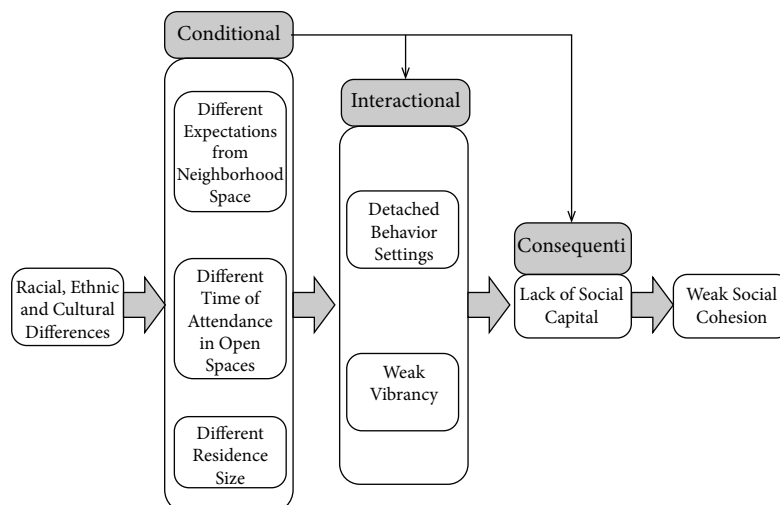 Conditional
Interactional
Consequenti
Racial, Ethnic
and Cultural
Differences
Different
Expectations
from
Neighborhood
Space
Different
Time of
Attendance
in Open
Spaces
Different
Residence
Size
Detached
Behavior
Settings
Weak
Vibrancy
Lack of Social
Capital
Weak Social
Cohesion